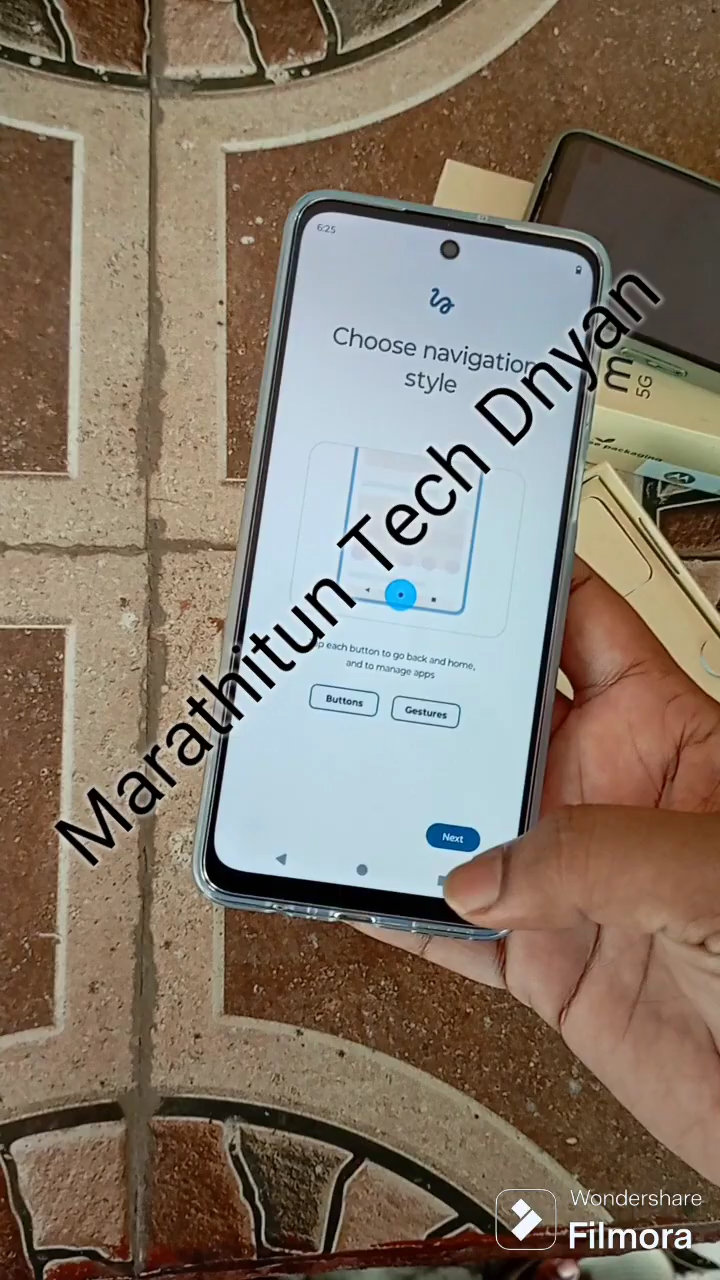 6:25
Choose navigation
style
each button to go back and home,
and to manage apps
Buttons
Gestures
Next
Marathitun Tech Dnyan
m
5G
packaging
Wondershare
Filmora